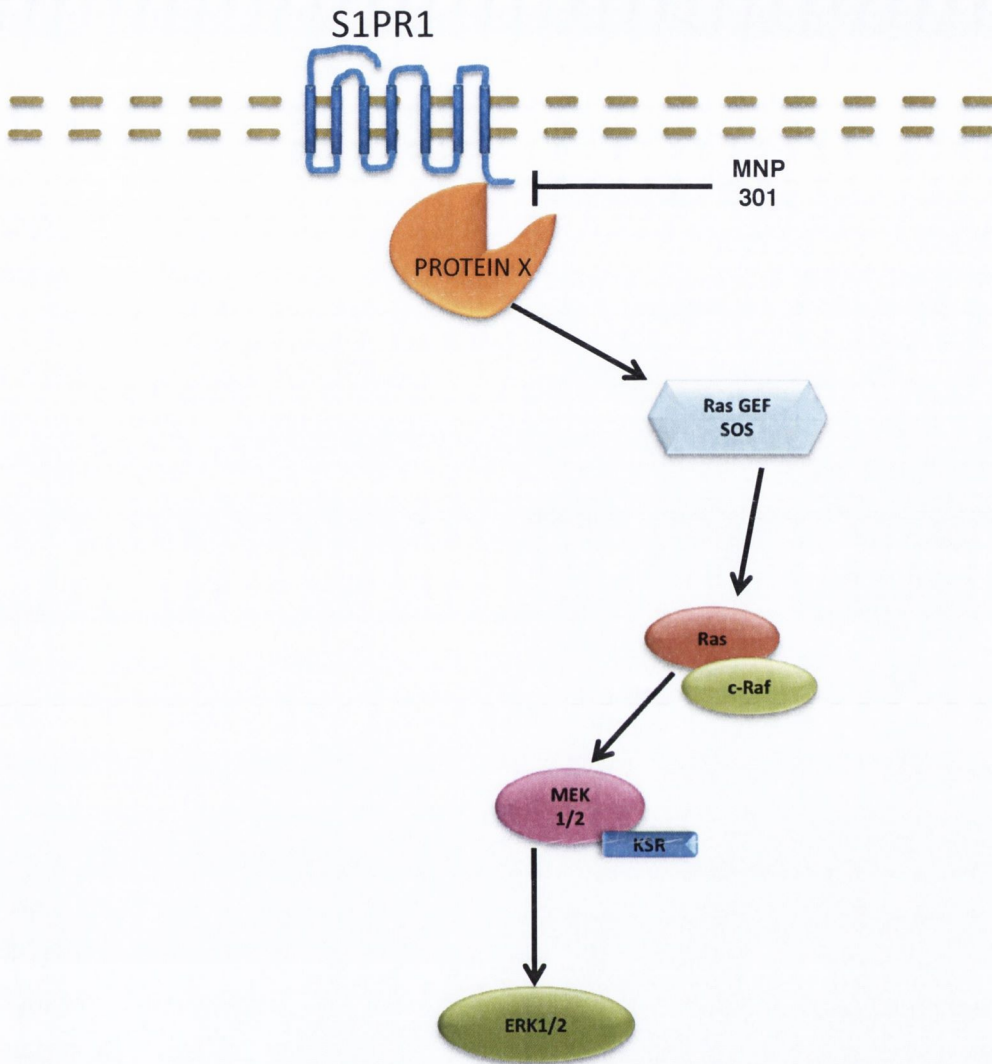 S1PR1
MNP
301
PROTEIN X
Ras GEF
SOS
Ras
c-Raf
MEK
1/2
KSR
ERK1/2